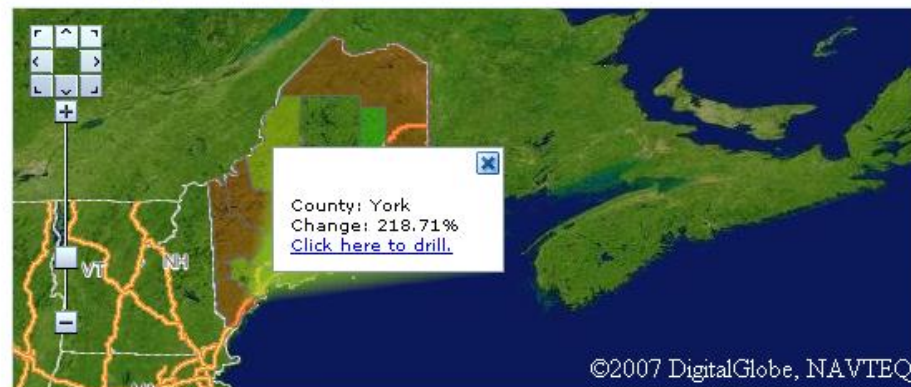 County: York
Change: 218.71%
Click here to drill.
VT
NH
©2007 DigitalGlobe, NAVTEQ